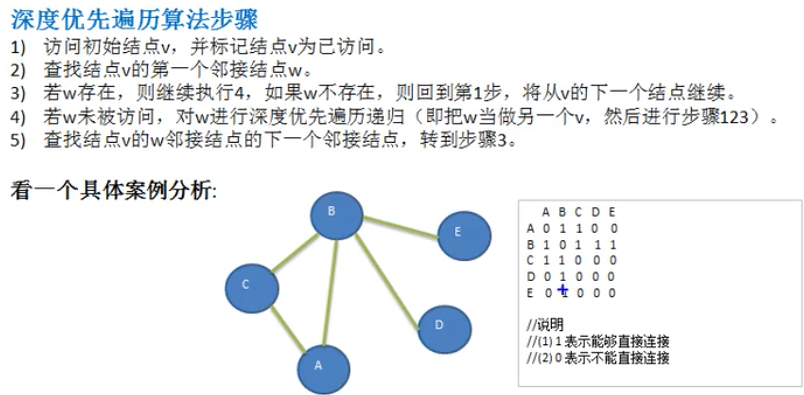 深度优先遍历算法步骤
1) 访问初始结点v，并标记结点v为已访问。
2) 查找结点v的第一个邻接结点w。
3) 若w存在，则继续执行4，如果w不存在，则回到第1步，将从v的下一个结点继续。
4) 若w未被访问，对w进行深度优先遍历递归（即把w当做另一个v，然后进行步骤123）。
5) 查找结点v的w邻接结点的下一个邻接结点，转到步骤3。
看一个具体案例分析:
B
E
C
D
A
A B C D E
A 0 1 1 0 0
B 1 0 1 1 1
C 1 1 0 0 0
D 0 1 0 0 0
E 0 1 0 0 0
//说明
//(1) 1 表示能够直接连接
//(2) 0 表示不能直接连接